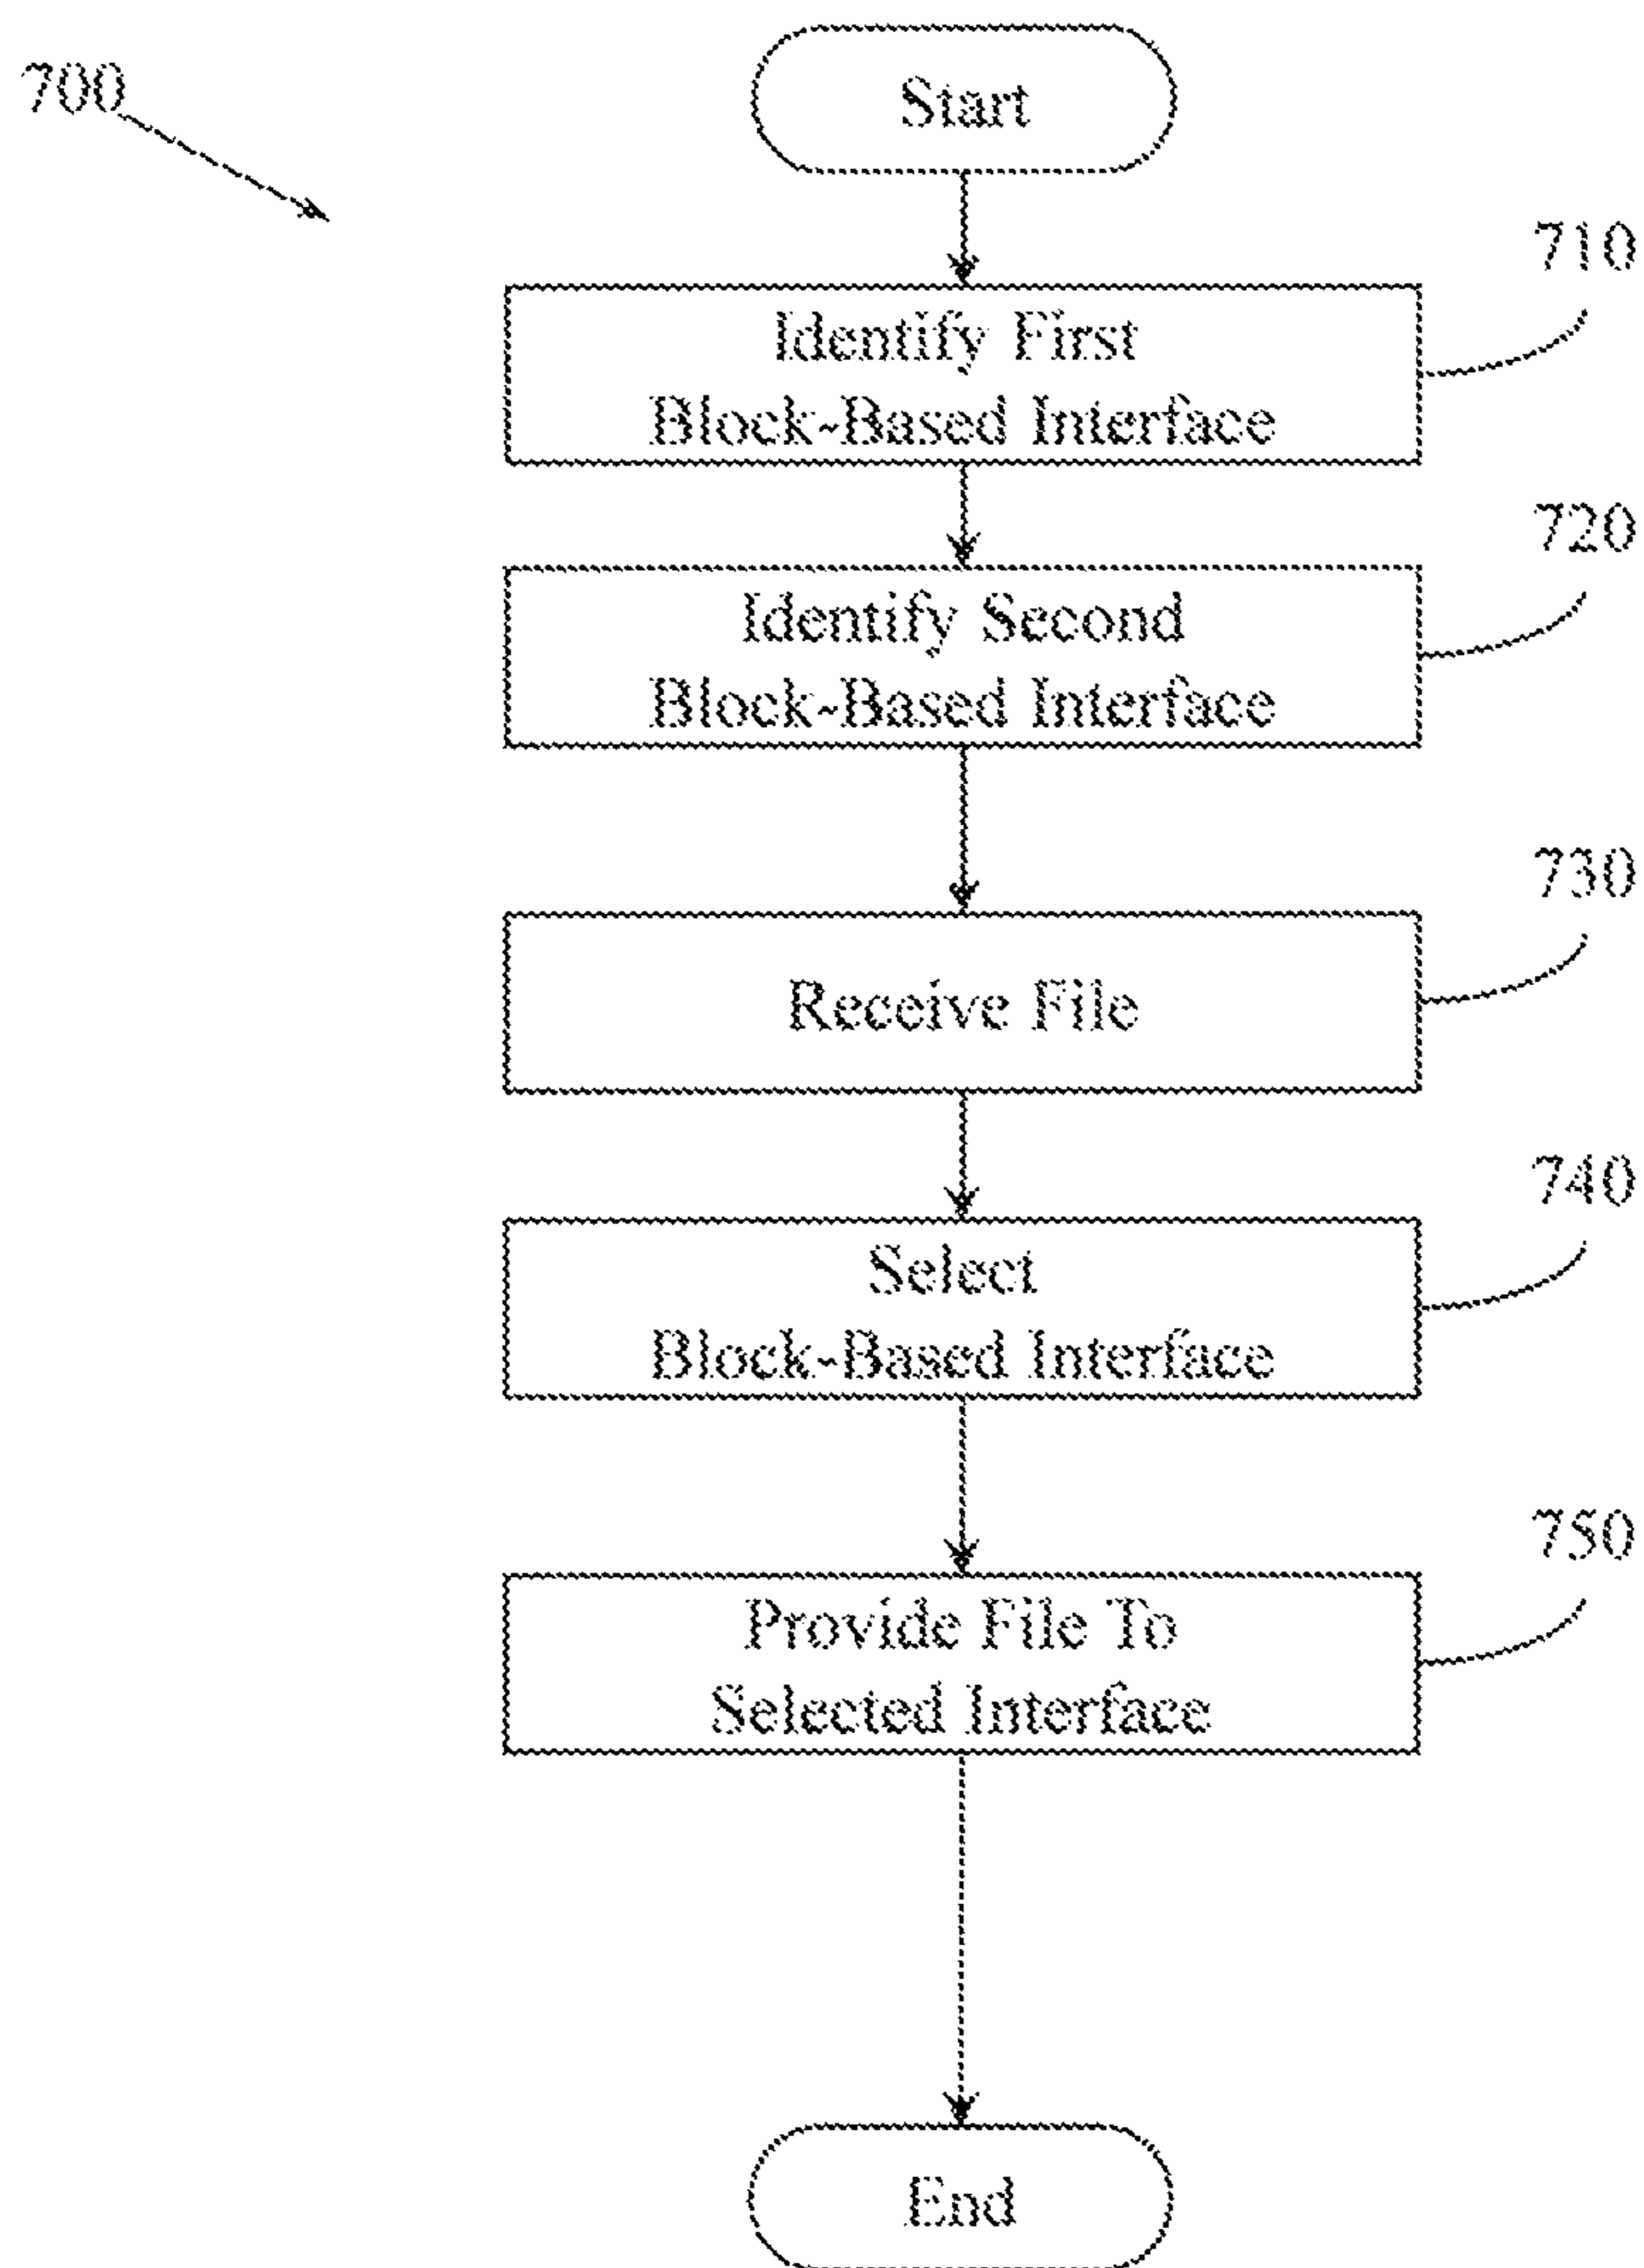 700
Start
710
Identify First
Block-Based Interface
720
Identify Second
Block-Based Interface
730
Receive File
740
Select
Block-Based Interface
750
Provide File To
Selected Interface
End